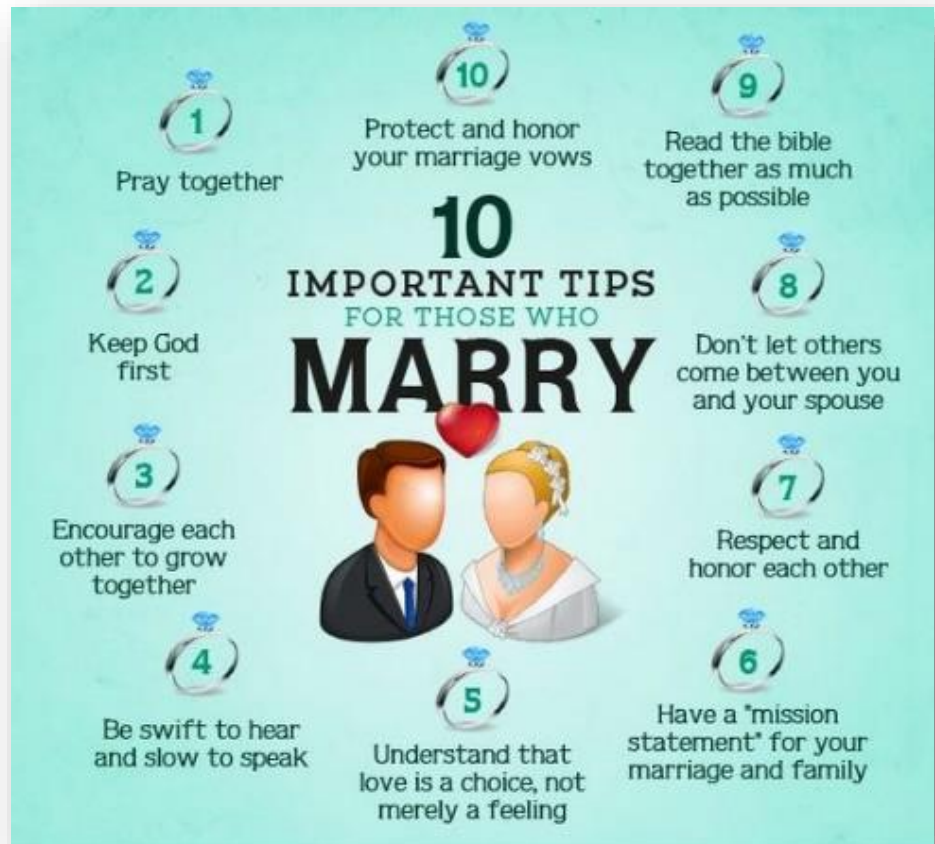 10
IMPORTANT TIPS
FOR THOSE WHO
MARRY
1
Pray together
2
Keep God
first
3
Encourage each
other to grow
together
4
Be swift to hear
and slow to speak
5
Understand that
love is a choice, not
merely a feeling
6
Have a "mission
statement" for your
marriage and family
7
Respect and
honor each other
8
Don't let others
come between you
and your spouse
9
Read the bible
together as much
as possible
10
Protect and honor
your marriage vows